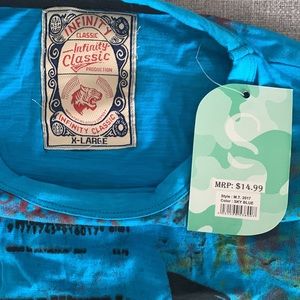 INFINITY
CLASSIC
Infinity
Classic
PRODUCTION
INFINITY CLASSIC
X-LARGE
MRP: $14.99
Style : M.T. 2017
Color : SKY BLUE